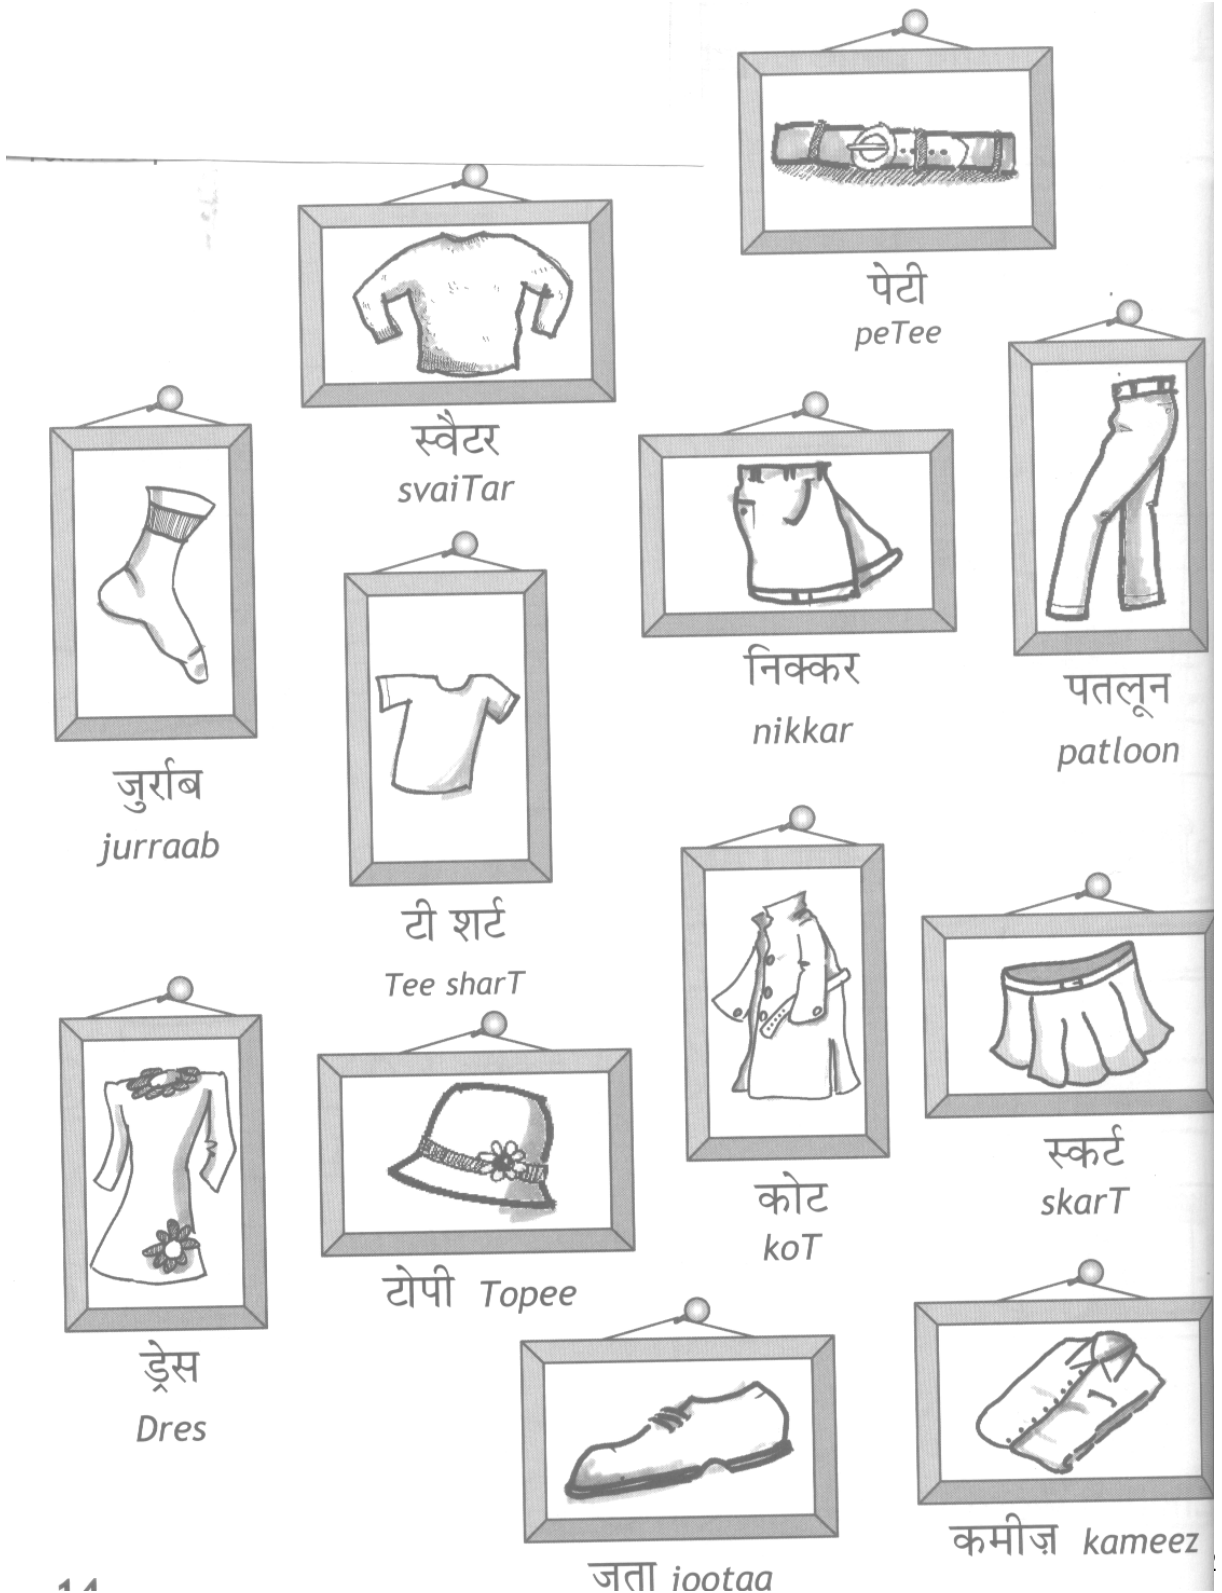 पेटी
peTee
स्वैटर
svaiTar
निक्कर
nikkar
पतलून
patloon
जुर्राब
jurraab
टी शर्ट
Tee sharT
स्कर्ट
skarT
कोट
koT
टोपी Topee
ड्रेस
Dres
कमीज़ kameez
jootaa
14